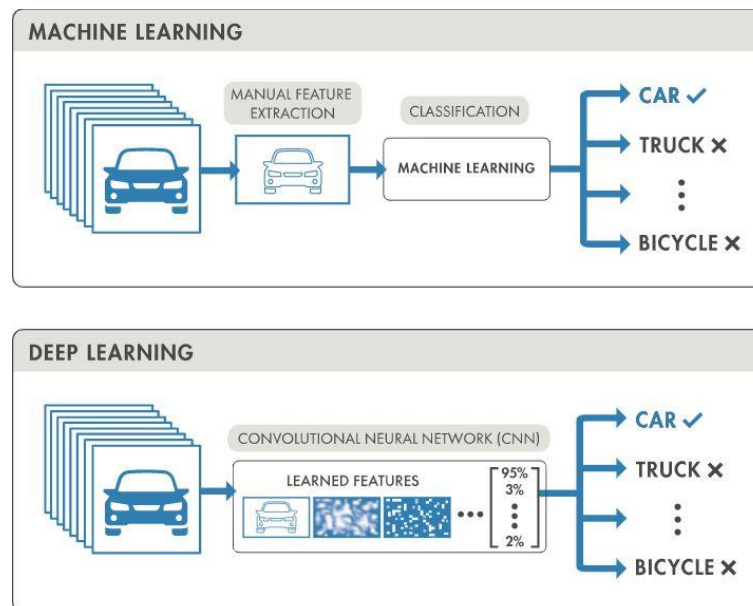 MACHINE LEARNING
MANUAL FEATURE
EXTRACTION
CLASSIFICATION
MACHINE LEARNING
CAR ✓
TRUCK ✕
⋮
BICYCLE ✕
DEEP LEARNING
CONVOLUTIONAL NEURAL NETWORK (CNN)
LEARNED FEATURES
•••
95%
3%
⋮
2%
CAR ✓
TRUCK ✕
⋮
BICYCLE ✕